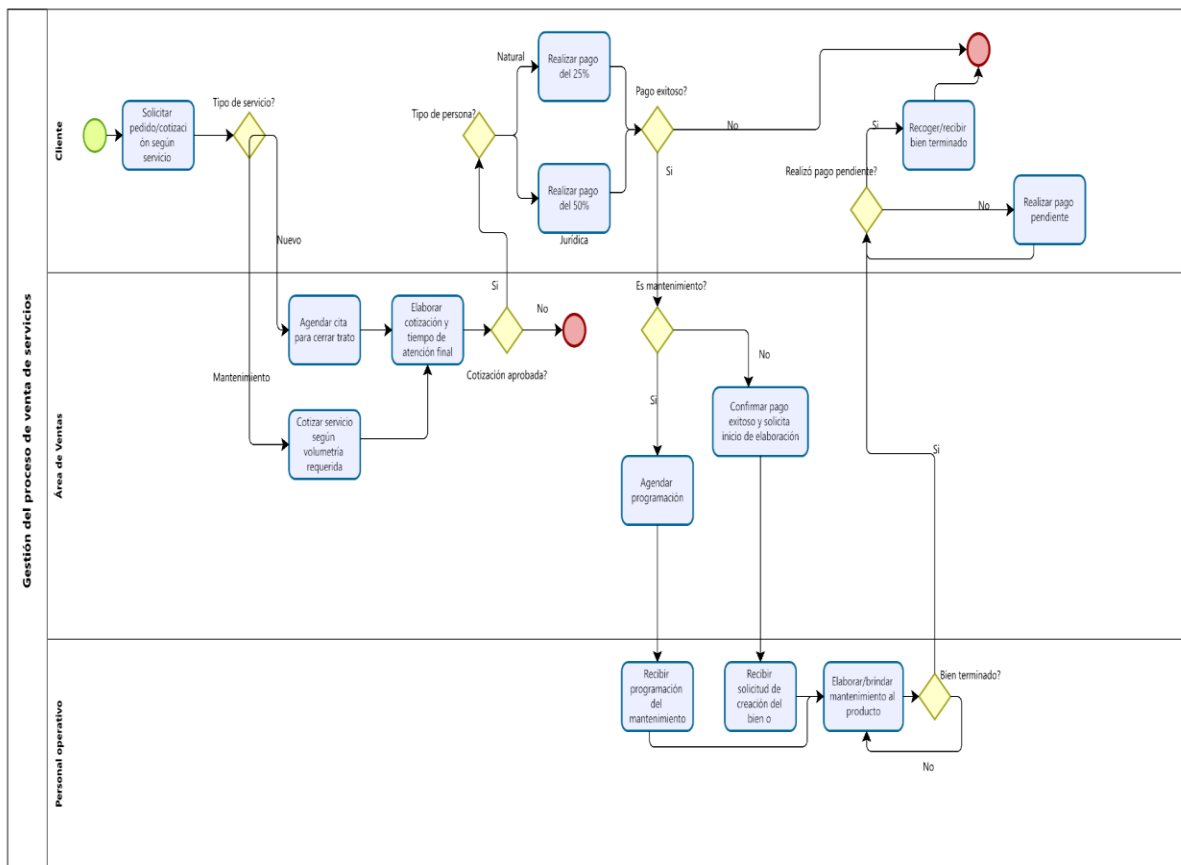 Gestión del proceso de venta de servicios
Cliente
Solicitar
pedido/cotizac
ión según
servicio
Tipo de servicio?
Nuevo
Mantenimiento
Tipo de persona?
Natural
Realizar pago
del 25%
Realizar pago
del 50%
Jurídica
Pago exitoso?
No
Si
Realizó pago pendiente?
Si
Recoger/recibir
bien terminado
No
Realizar pago
pendiente
Área de Ventas
Agendar cita
para cerrar trato
Cotizar servicio
según
volumetría
requerida
Elaborar
cotización y
tiempo de
atención final
Si
No
Cotización aprobada?
Es mantenimiento?
No
Si
Confirmar pago
exitoso y solicita
inicio de elaboración
Agendar
programación
Si
Personal operativo
Recibir
programación
del
mantenimiento
Recibir
solicitud de
creación del
bien o
Elaborar/brindar
mantenimiento al
producto
Bien terminado?
No